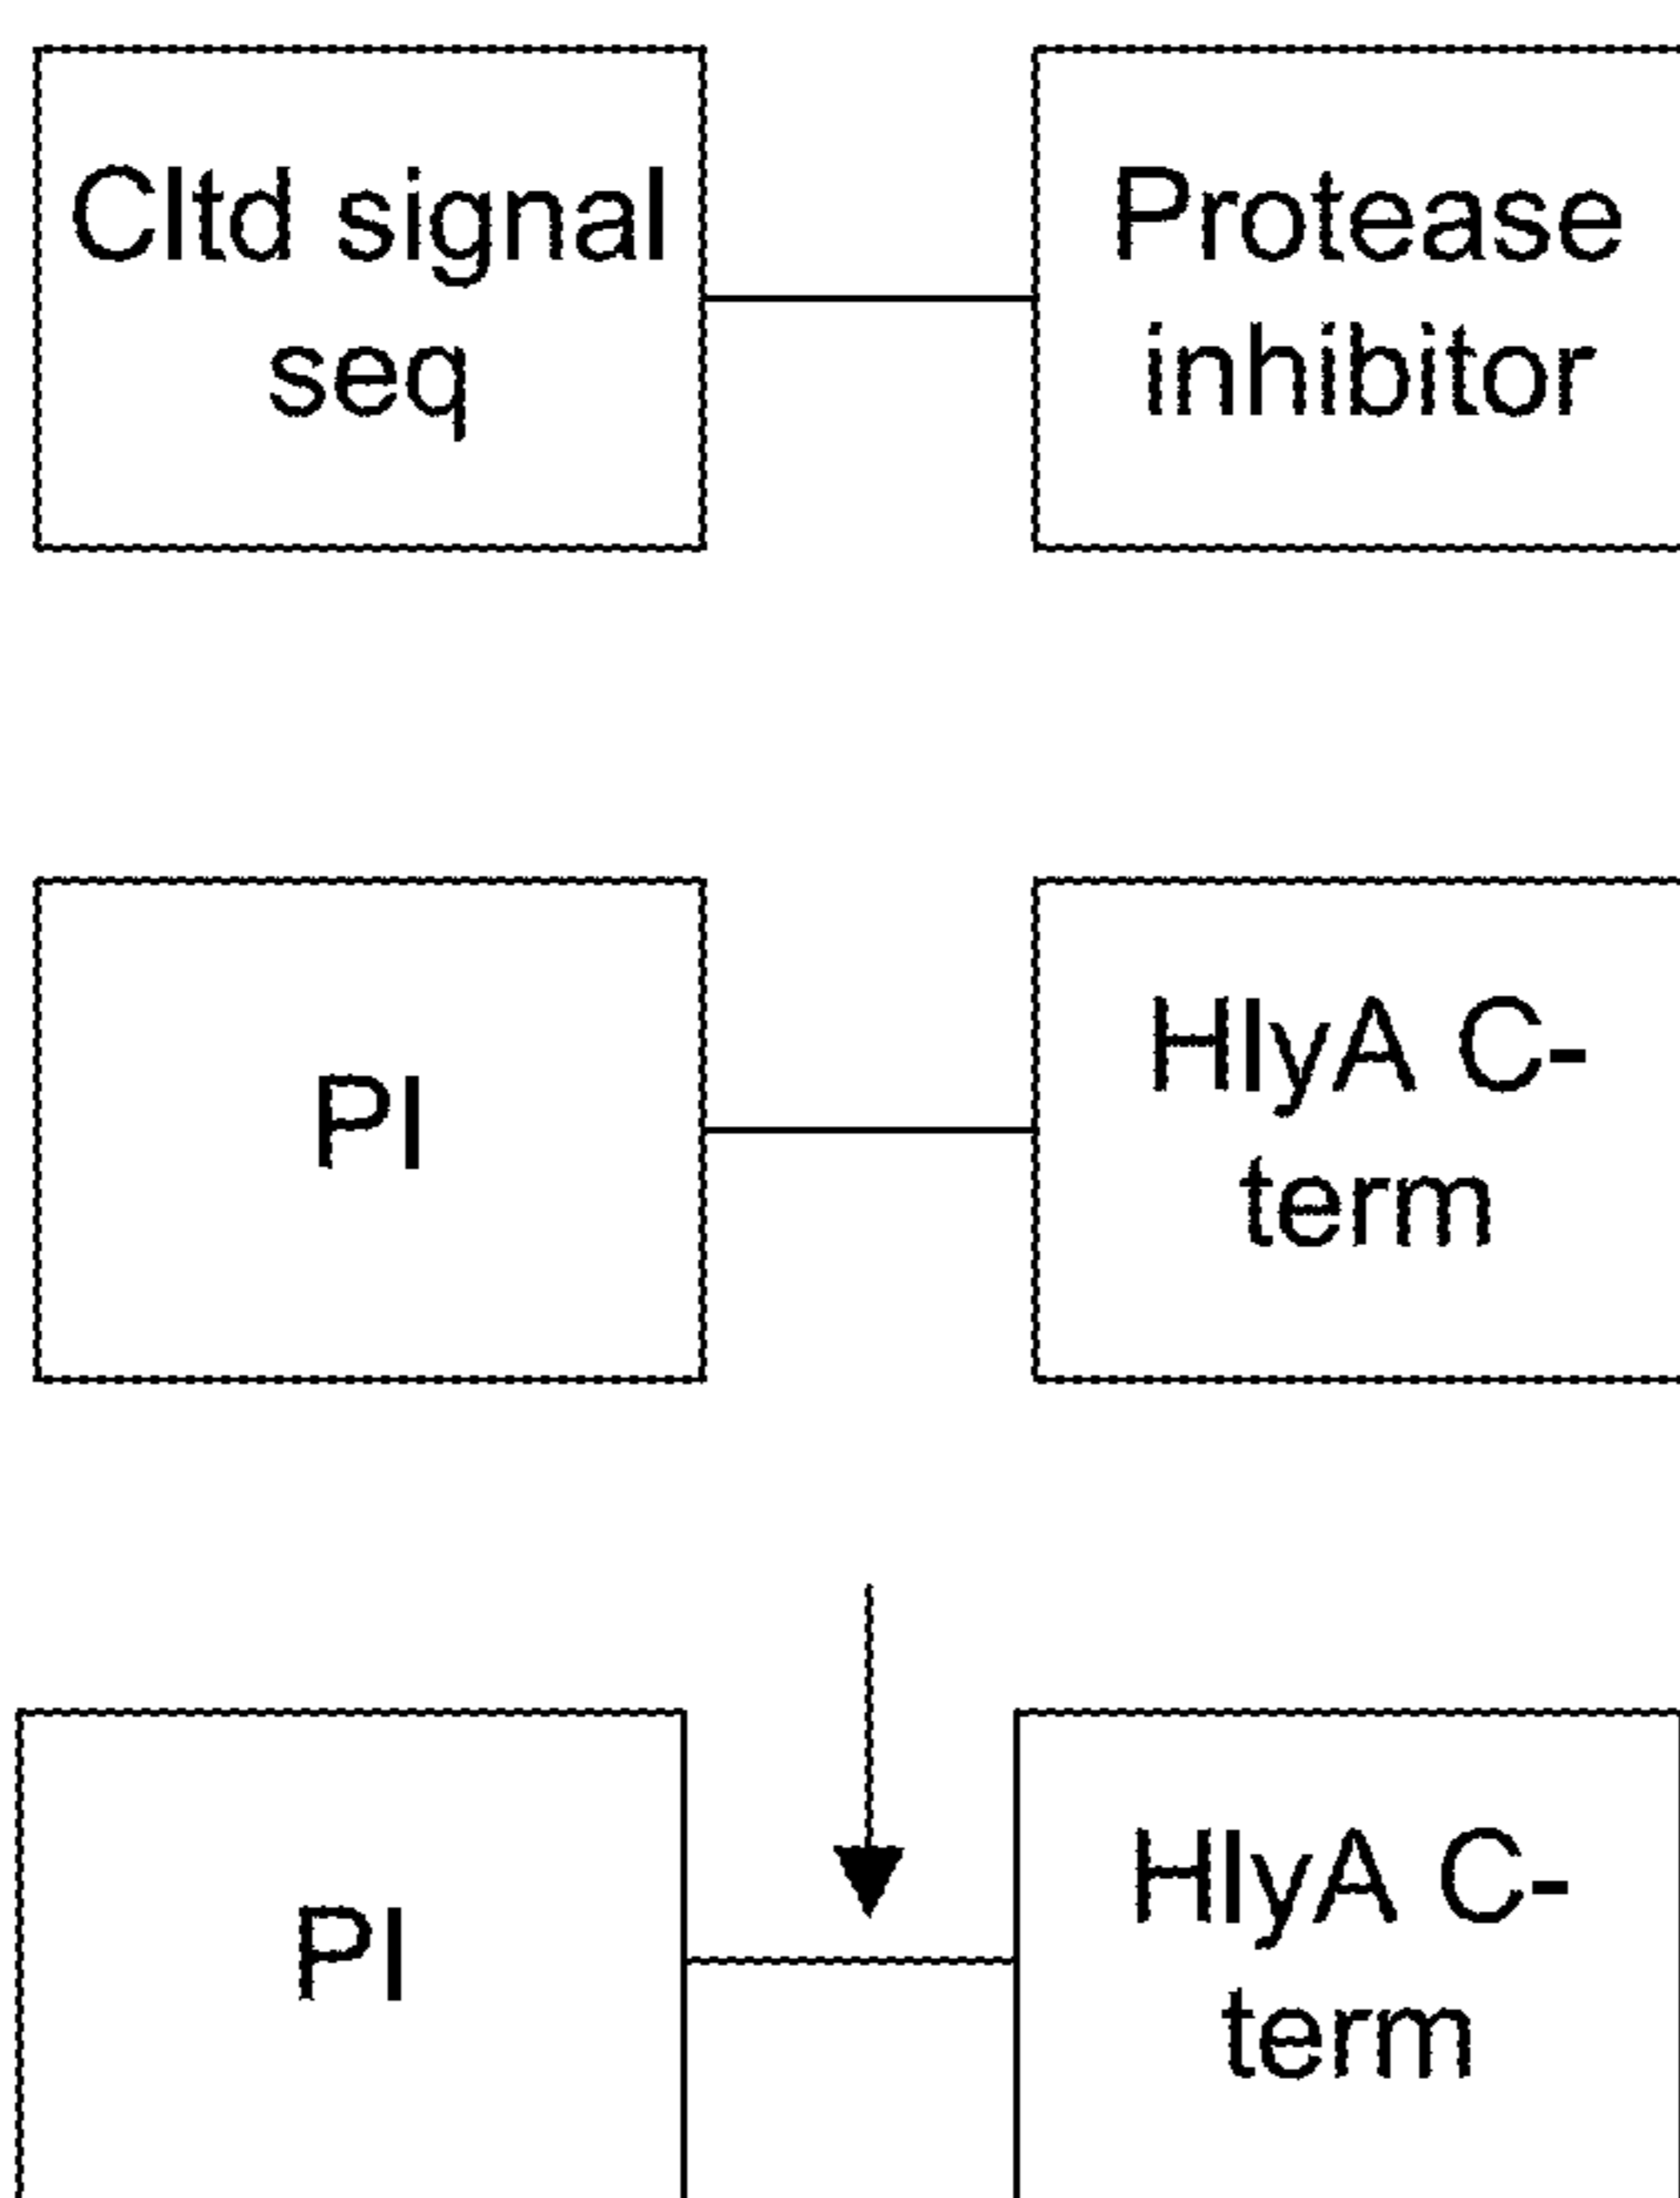 Cltd signal
seq
Protease
inhibitor
PI
HlyA C-
term
PI
HlyA C-
term